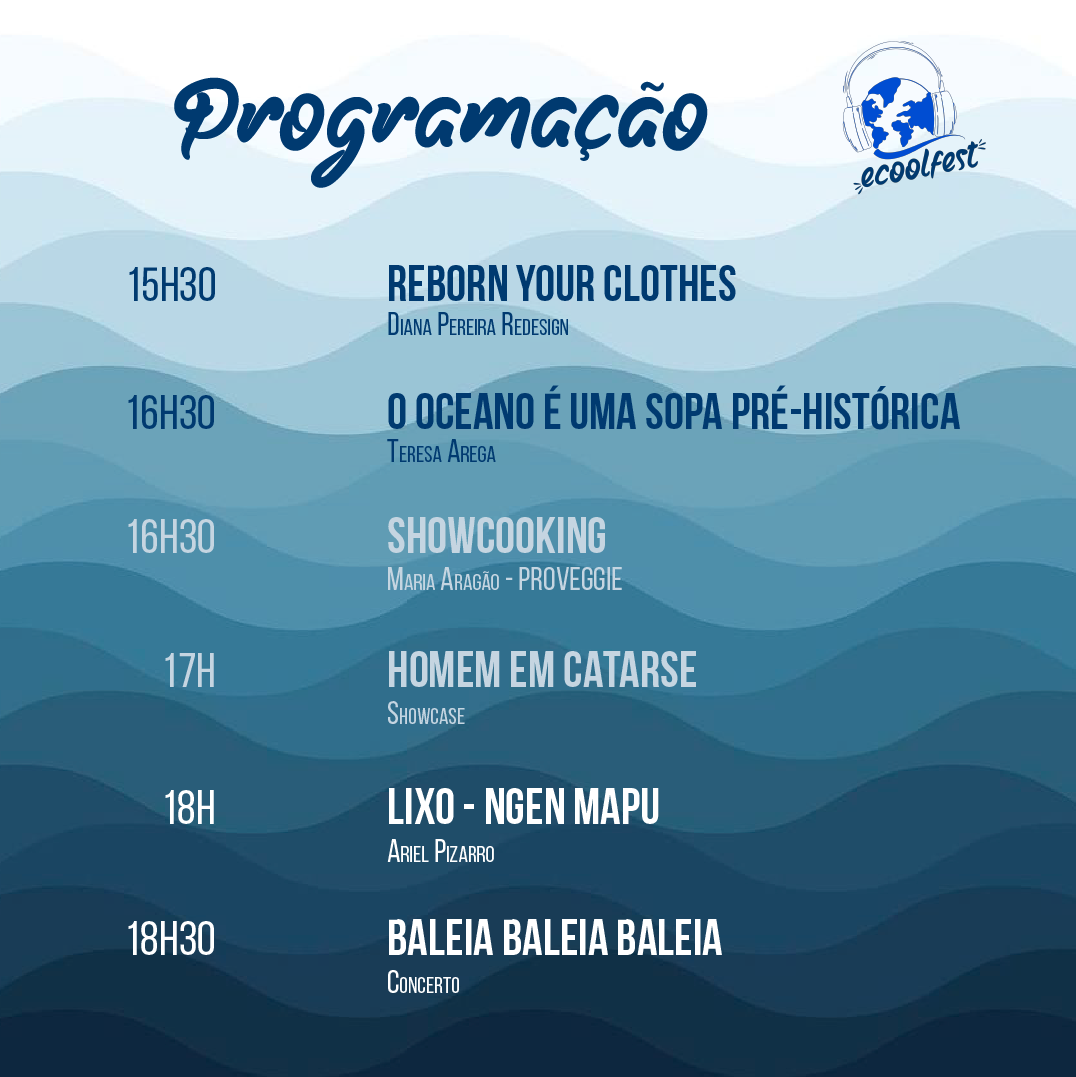 Programação
ecoolfest
15H30
REBORN YOUR CLOTHES
Diana Pereira Redesign
16H30
O OCEANO É UMA SOPA PRÉ-HISTÓRICA
Teresa Arega
16H30
SHOWCOOKING
Maria Aragão - PROVEGGIE
17H
HOMEM EM CATARSE
Showcase
18H
LIXO - NGEN MAPU
Ariel Pizarro
18H30
BALEIA BALEIA BALEIA
Concerto